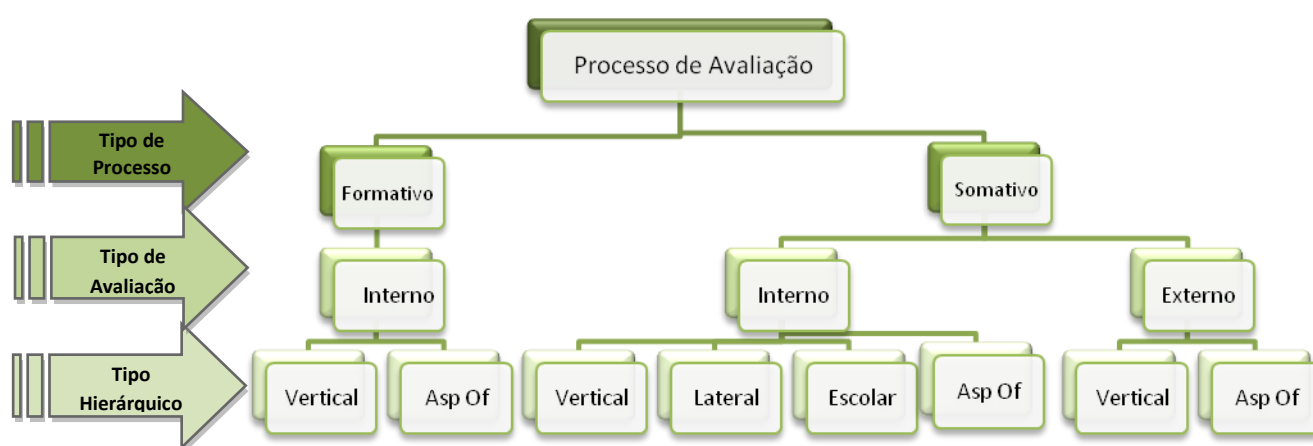 Processo de Avaliação
Tipo de
Processo
Formativo
Somativo
Tipo de
Avaliação
Interno
Interno
Externo
Tipo
Hierárquico
Vertical
Asp Of
Vertical
Lateral
Escolar
Asp Of
Vertical
Asp Of